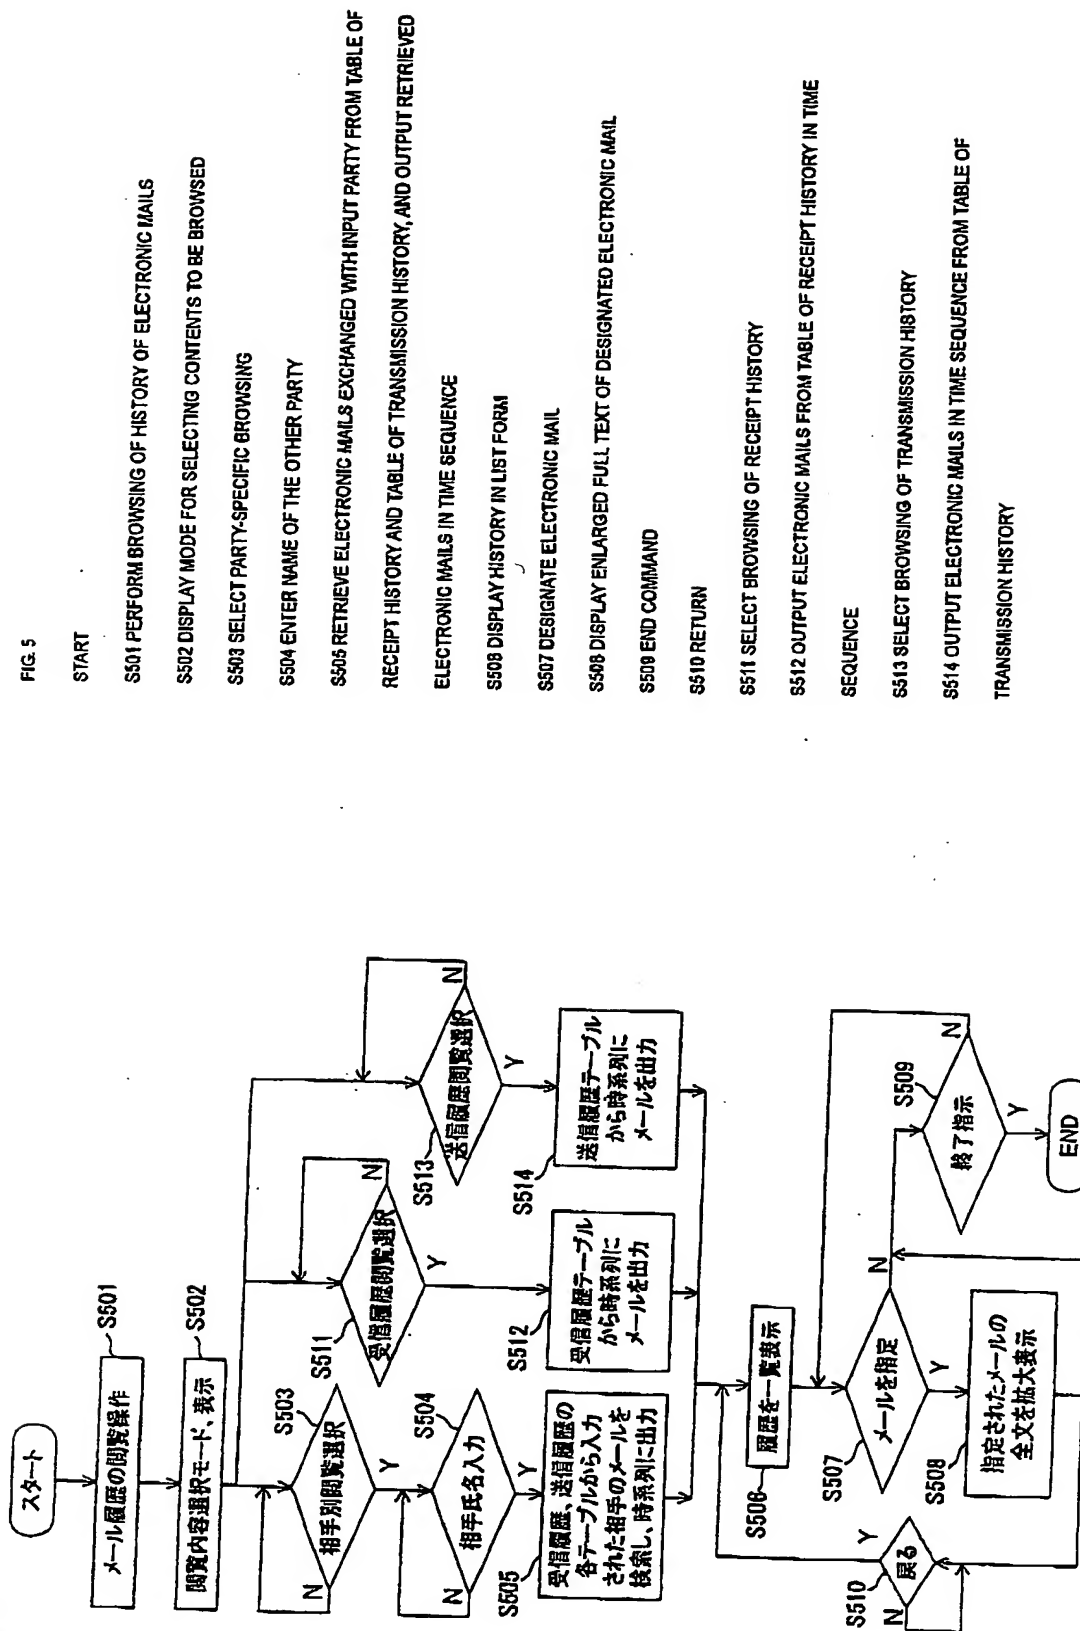 FIG. 5
START
S501 PERFORM BROWSING OF HISTORY OF ELECTRONIC MAILS
S502 DISPLAY MODE FOR SELECTING CONTENTS TO BE BROWSED
S503 SELECT PARTY-SPECIFIC BROWSING
S504 ENTER NAME OF THE OTHER PARTY
S505 RETRIEVE ELECTRONIC MAILS EXCHANGED WITH INPUT PARTY FROM TABLE OF
RECEIPT HISTORY AND TABLE OF TRANSMISSION HISTORY, AND OUTPUT RETRIEVED
ELECTRONIC MAILS IN TIME SEQUENCE
S508 DISPLAY HISTORY IN LIST FORM
S507 DESIGNATE ELECTRONIC MAIL
S508 DISPLAY ENLARGED FULL TEXT OF DESIGNATED ELECTRONIC MAIL
S509 END COMMAND
S510 RETURN
S511 SELECT BROWSING OF RECEIPT HISTORY
S512 OUTPUT ELECTRONIC MAILS FROM TABLE OF RECEIPT HISTORY IN TIME
SEQUENCE
S513 SELECT BROWSING OF TRANSMISSION HISTORY
S514 OUTPUT ELECTRONIC MAILS IN TIME SEQUENCE FROM TABLE OF
TRANSMISSION HISTORY
スタート
S501
メール履歴の閲覧操作
S502
閲覧内容選択モード、表示
S503
相手別閲覧選択
N
Y
S504
相手氏名入力
N
Y
S505
受信履歴、送信履歴の
各テーブルから入力
された相手のメールを
検索し、時系列に出力
S511
受信履歴閲覧選択
N
Y
S512
受信履歴テーブル
から時系列に
メールを出力
S513
送信履歴閲覧選択
N
Y
S514
送信履歴テーブル
から時系列に
メールを出力
S506
履歴を一覧表示
S507
メールを指定
N
Y
S508
指定されたメールの
全文を拡大表示
S509
終了指示
N
Y
END
S510
戻る
Y
N